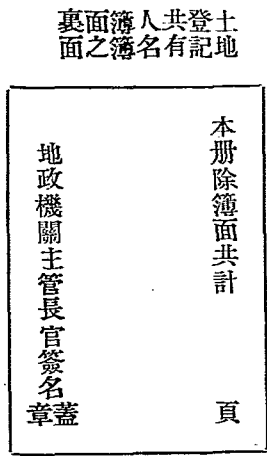 土地登記共有人名簿簿面之裏面
本册除簿面共計　頁
地政機關主管長官簽名蓋章